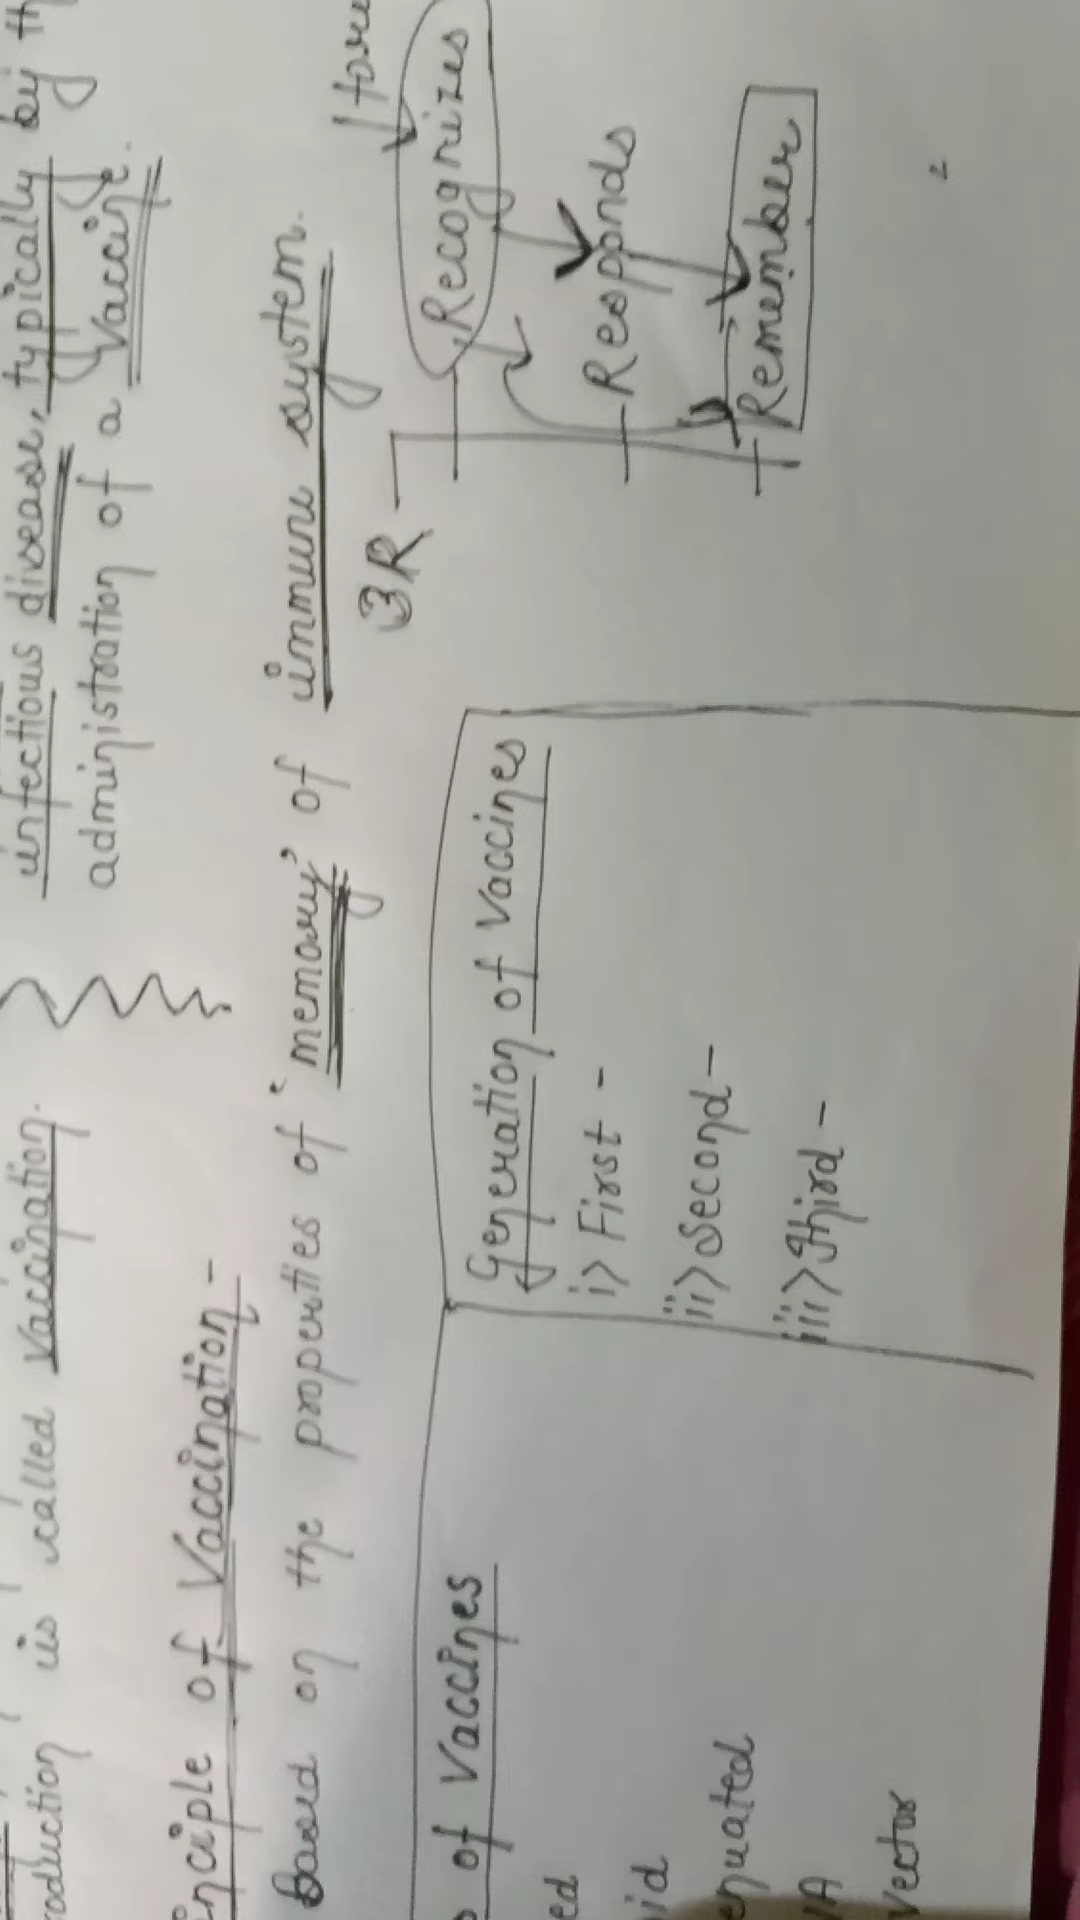 infectious disease, typically by
roduction is called Vaccination.
administration of a Vaccine.
nciple of Vaccination -
Based on the properties of 'memory' of immune system.
3R
Recognizes
Responds
Remember
of Vaccines
ed
id
enuated
vector
Generation of Vaccines
i> First -
ii> Second -
iii> Third -